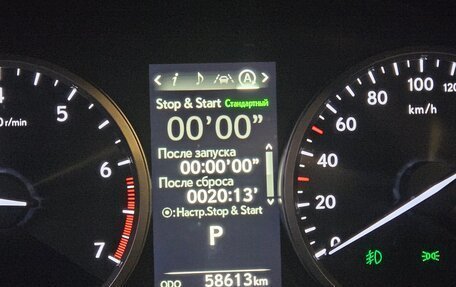 i
A
Stop & Start Стандартный
00'00"
После запуска
00:00'00"
После сброса
0020:13'
:Настр.Stop & Start
P
ODO 58613 km
4
5
6
7
r/min
0
20
40
60
80
100
120
km/h